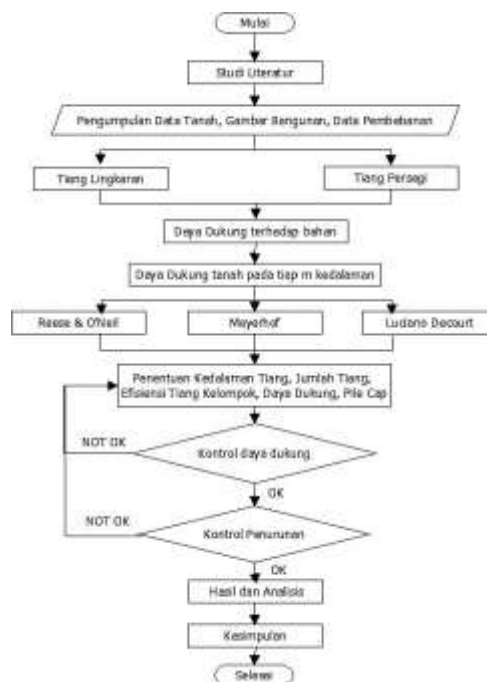 Mulai
Studi Literatur
Pengumpulan Data Tanah, Gambar Bangunan, Data Pembebanan
Tiang Lingkaran
Tiang Persegi
Daya Dukung terhadap bahan
Daya Dukung tanah pada tiap m kedalaman
Reese & O'Neil
Meyerhof
Luciano Decourt
Penentuan Kedalaman Tiang, Jumlah Tiang,
Efisiensi Tiang Kelompok, Daya Dukung, Pile Cap
NOT OK
Kontrol daya dukung
OK
NOT OK
Kontrol Penurunan
OK
Hasil dan Analisis
Kesimpulan
Selesai